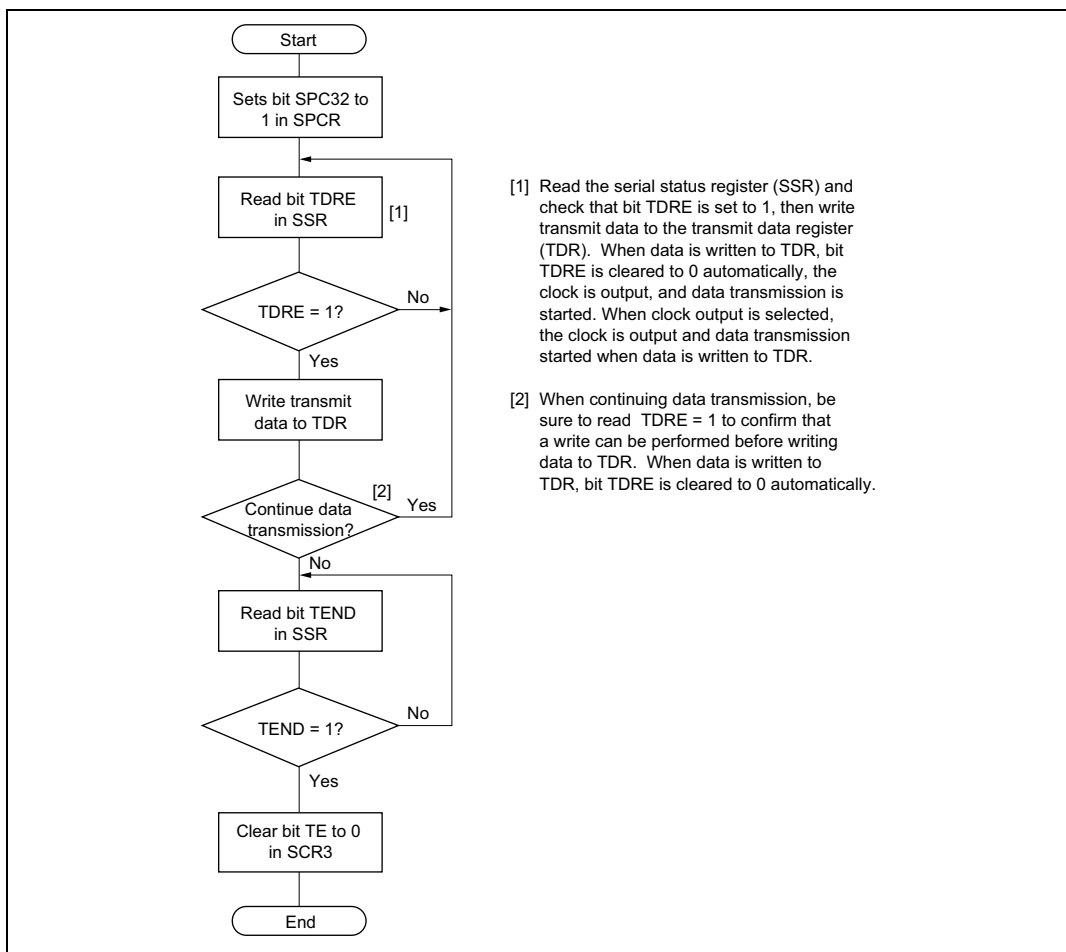 Start
Sets bit SPC32 to
1 in SPCR
Read bit TDRE
in SSR
[1]
TDRE = 1?
No
Yes
Write transmit
data to TDR
[2]
Continue data
transmission?
Yes
No
Read bit TEND
in SSR
TEND = 1?
No
Yes
Clear bit TE to 0
in SCR3
End
[1] Read the serial status register (SSR) and
check that bit TDRE is set to 1, then write
transmit data to the transmit data register
(TDR). When data is written to TDR, bit
TDRE is cleared to 0 automatically, the
clock is output, and data transmission is
started. When clock output is selected,
the clock is output and data transmission
started when data is written to TDR.
[2] When continuing data transmission, be
sure to read TDRE = 1 to confirm that
a write can be performed before writing
data to TDR. When data is written to
TDR, bit TDRE is cleared to 0 automatically.